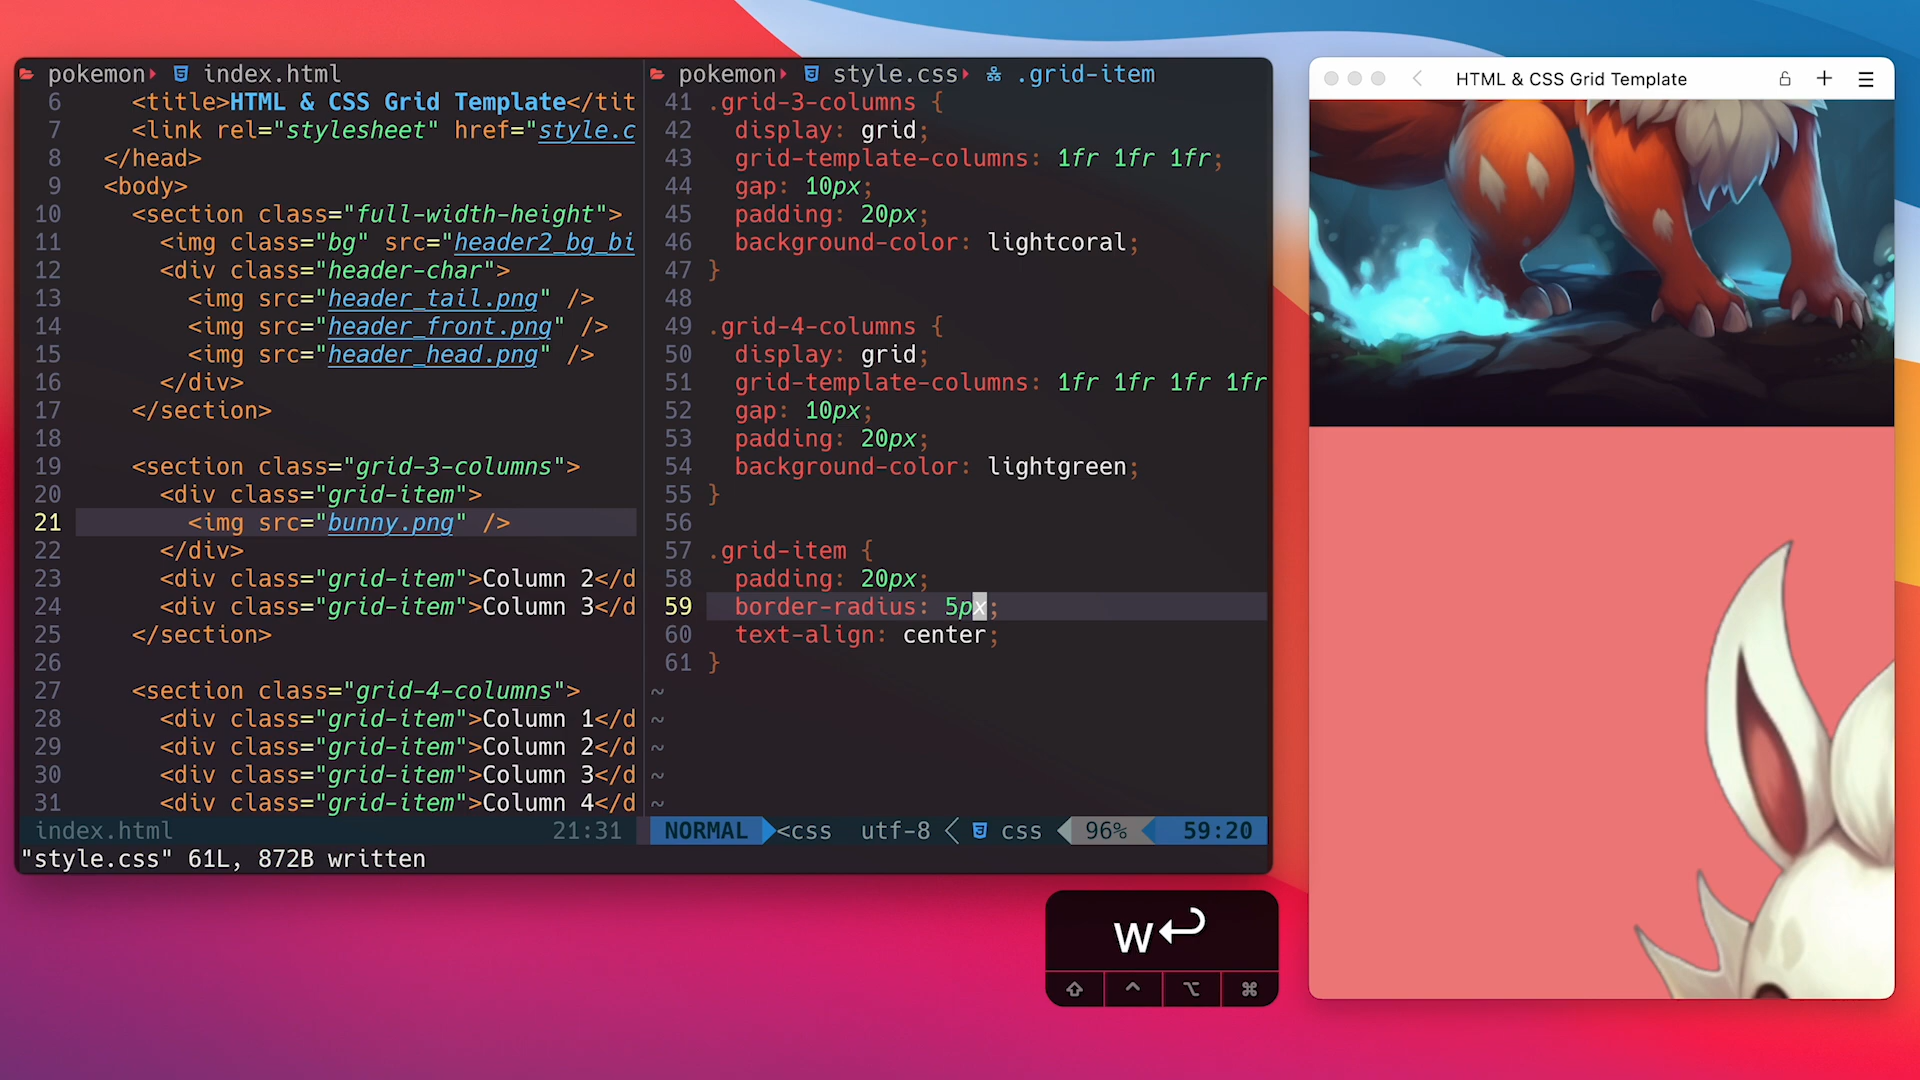 pokemon index.html
6 <title>HTML & CSS Grid Template</tit
7 <link rel="stylesheet" href="style.c
8 </head>
9 <body>
10 <section class="full-width-height">
11 <img class="bg" src="header2_bg_bi
12 <div class="header-char">
13 <img src="header_tail.png" />
14 <img src="header_front.png" />
15 <img src="header_head.png" />
16 </div>
17 </section>
18
19 <section class="grid-3-columns">
20 <div class="grid-item">
21 <img src="bunny.png" />
22 </div>
23 <div class="grid-item">Column 2</d
24 <div class="grid-item">Column 3</d
25 </section>
26
27 <section class="grid-4-columns">
28 <div class="grid-item">Column 1</d
29 <div class="grid-item">Column 2</d
30 <div class="grid-item">Column 3</d
31 <div class="grid-item">Column 4</d
index.html 21:31
"style.css" 61L, 872B written
pokemon style.css .grid-item
41 .grid-3-columns {
42 display: grid;
43 grid-template-columns: 1fr 1fr 1fr;
44 gap: 10px;
45 padding: 20px;
46 background-color: lightcoral;
47 }
48
49 .grid-4-columns {
50 display: grid;
51 grid-template-columns: 1fr 1fr 1fr 1fr
52 gap: 10px;
53 padding: 20px;
54 background-color: lightgreen;
55 }
56
57 .grid-item {
58 padding: 20px;
59 border-radius: 5px;
60 text-align: center;
61 }
~
~
~
~
~
NORMAL <css utf-8 css 96% 59:20
HTML & CSS Grid Template
w↩
⇧ ⌃ ⌥ ⌘